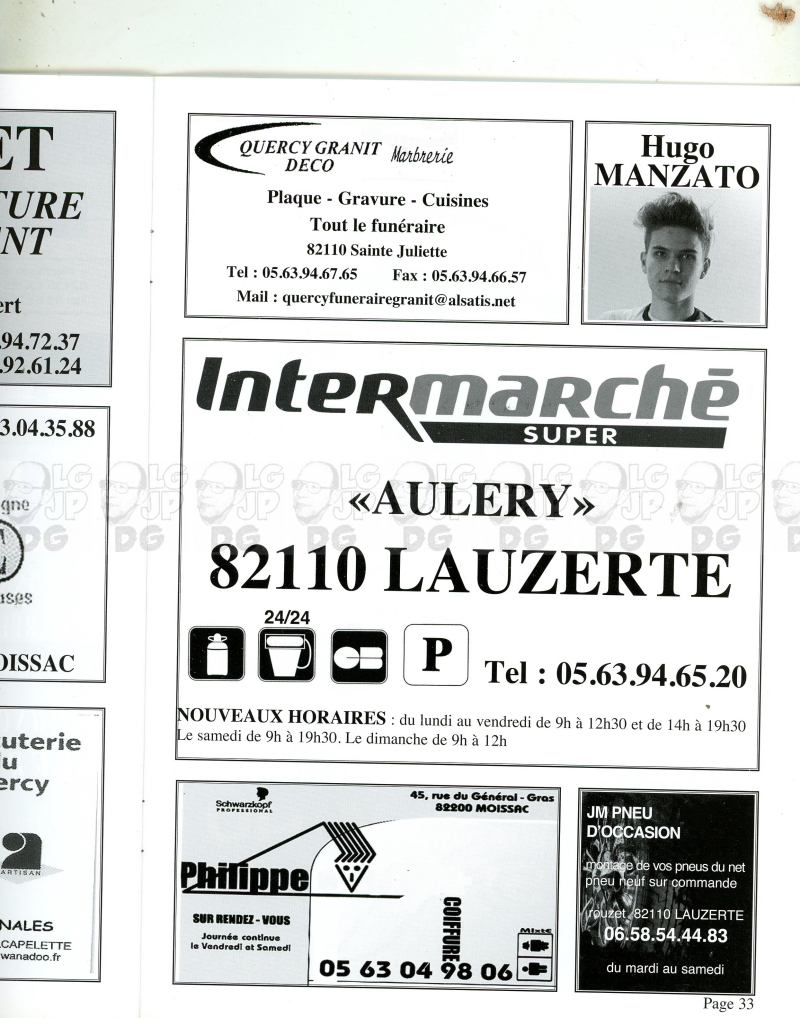 ET
TURE
NT
ert
.94.72.37
.92.61.24
3.04.35.88
gne
uses
OISSAC
cuterie
u
ercy
a
ARTISAN
NALES
CAPELETTE
wanadoo.fr
QUERCY GRANIT Marbrerie
DECO
Plaque - Gravure - Cuisines
Tout le funéraire
82110 Sainte Juliette
Tel : 05.63.94.67.65 Fax : 05.63.94.66.57
Mail : quercyfunerairegranit@alsatis.net
Hugo
MANZATO
Intermarché
SUPER
LG JP DG
«AULERY»
82110 LAUZERTE
24/24
CB
P
Tel : 05.63.94.65.20
NOUVEAUX HORAIRES : du lundi au vendredi de 9h à 12h30 et de 14h à 19h30
Le samedi de 9h à 19h30. Le dimanche de 9h à 12h
Schwarzkopf
PROFESSIONAL
45, rue du Général - Gras
82200 MOISSAC
Philippe
SUR RENDEZ - VOUS
Journée continue
le Vendredi et Samedi
COIFFURE
Mixte
05 63 04 98 06
JM PNEU
D'OCCASION
montage de vos pneus du net
pneu neuf sur commande
rouzet 82110 LAUZERTE
06.58.54.44.83
du mardi au samedi
Page 33